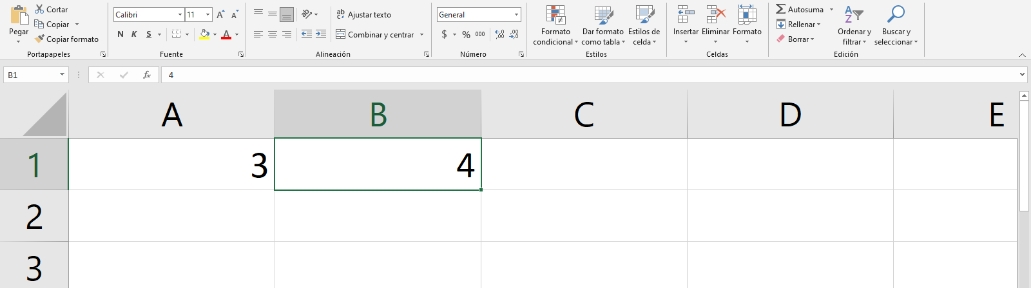 Cortar
Copiar
Copiar formato
Pegar
Portapapeles
Calibri 11 A A
N K S A
Fuente
ab Ajustar texto
Combinar y centrar
Alineación
General
$ % 000
Número
Formato condicional
Dar formato como tabla
Estilos de celda
Estilos
Insertar Eliminar Formato
Celdas
Autosuma
Rellenar
Borrar
Ordenar y filtrar
Buscar y seleccionar
Edición
B1 fx 4
A B C D E
1 3 4
2
3